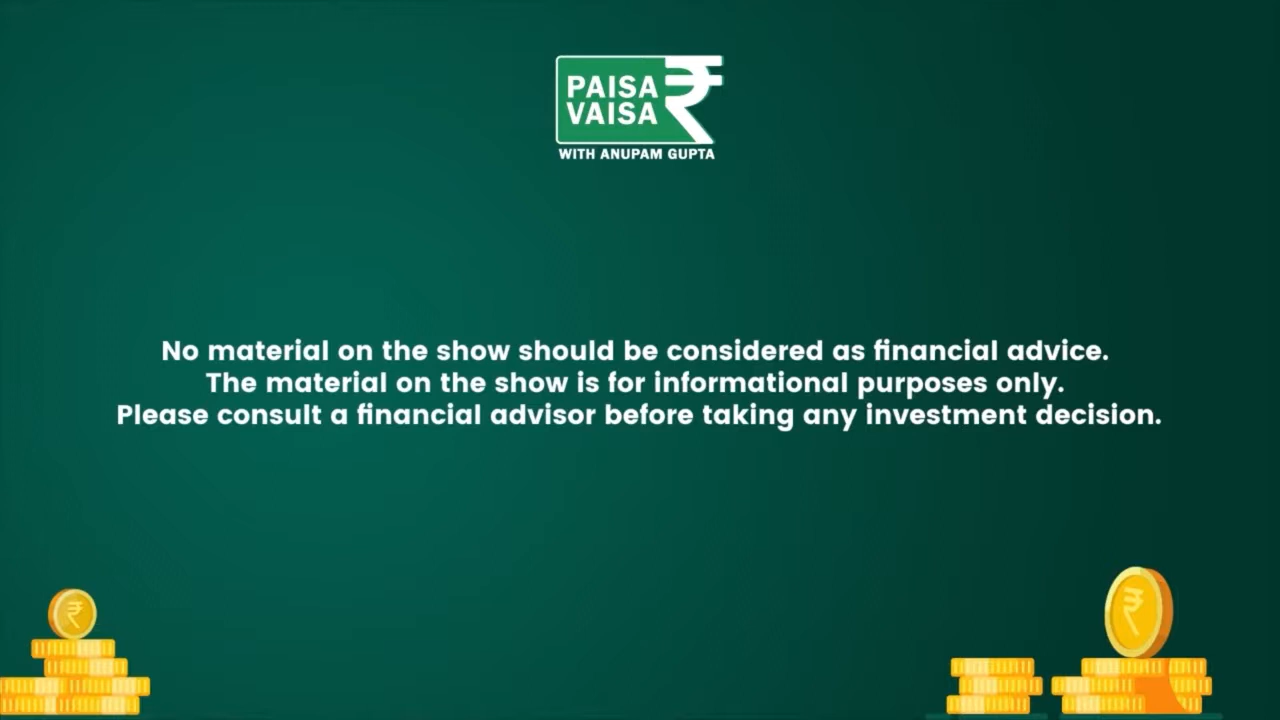 PAISA
VAISA
WITH ANUPAM GUPTA
No material on the show should be considered as financial advice.
The material on the show is for informational purposes only.
Please consult a financial advisor before taking any investment decision.
₹
₹